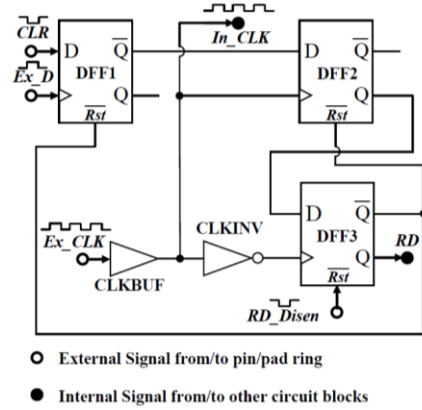 CLR
In_CLK
D
Q
D
Q
DFF1
DFF2
Ex_D
Q
Q
Rst
Rst
D
Q
CLKINV
DFF3
RD
Ex_CLK
Q
CLKBUF
Rst
RD_Disen
External Signal from/to pin/pad ring
Internal Signal from/to other circuit blocks